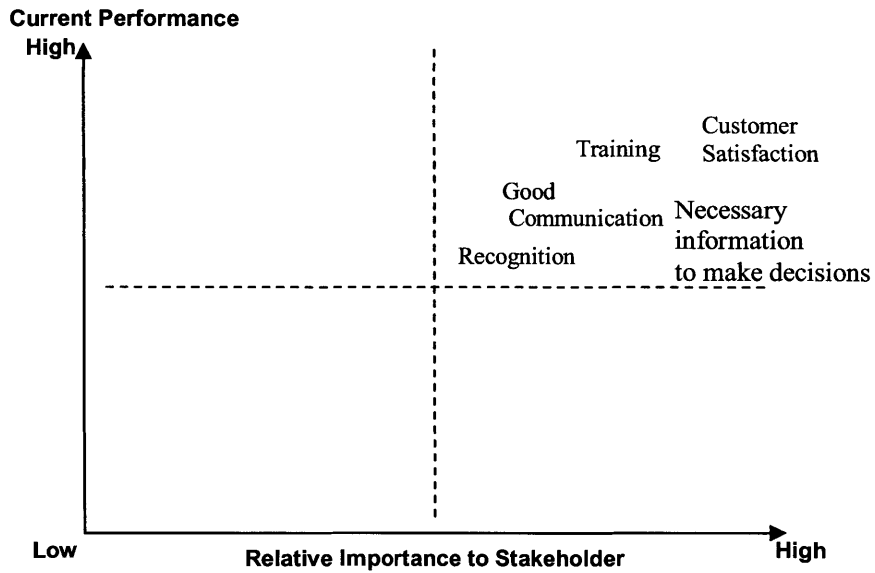 Current Performance
High
Customer
Training Satisfaction
Good
Communication
Necessary
information
to make decisions
Recognition
Low
Relative Importance to Stakeholder
High